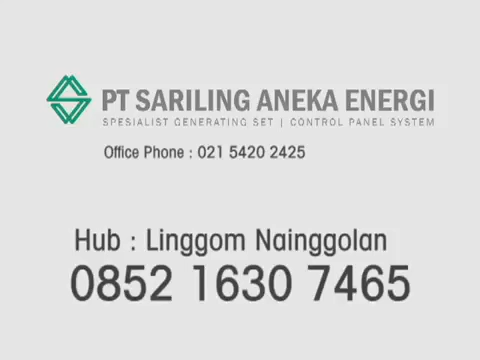 PT SARILING ANEKA ENERGI
SPESIALIST GENERATING SET | CONTROL PANEL SYSTEM
Office Phone : 021 5420 2425
Hub : Linggom Nainggolan
0852 1630 7465